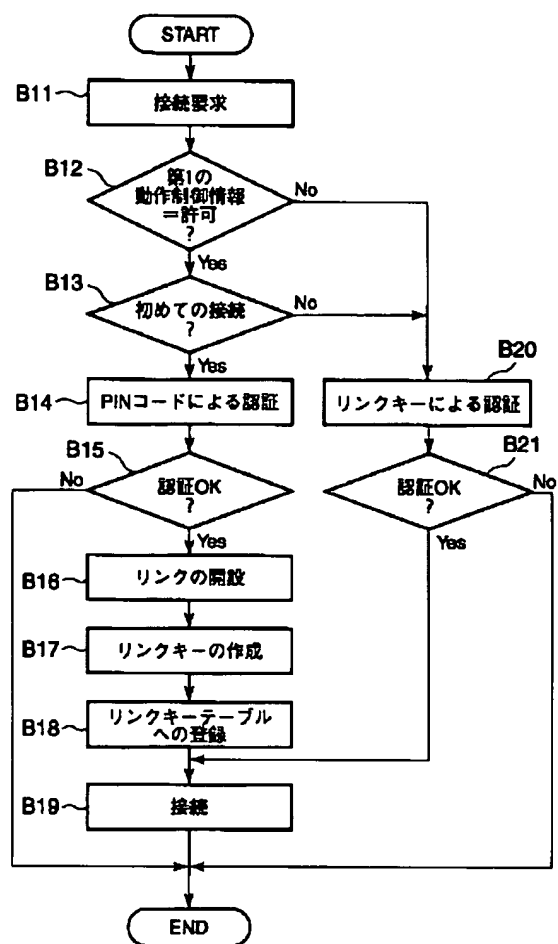 START
B11
接続要求
B12
第1の
動作制御情報
=許可
?
No
Yes
B13
初めての接続
?
No
Yes
B14
PINコードによる認証
B20
リンクキーによる認証
B15
認証OK
?
No
Yes
B21
認証OK
?
No
Yes
B16
リンクの開設
B17
リンクキーの作成
B18
リンクキーテーブル
への登録
B19
接続
END